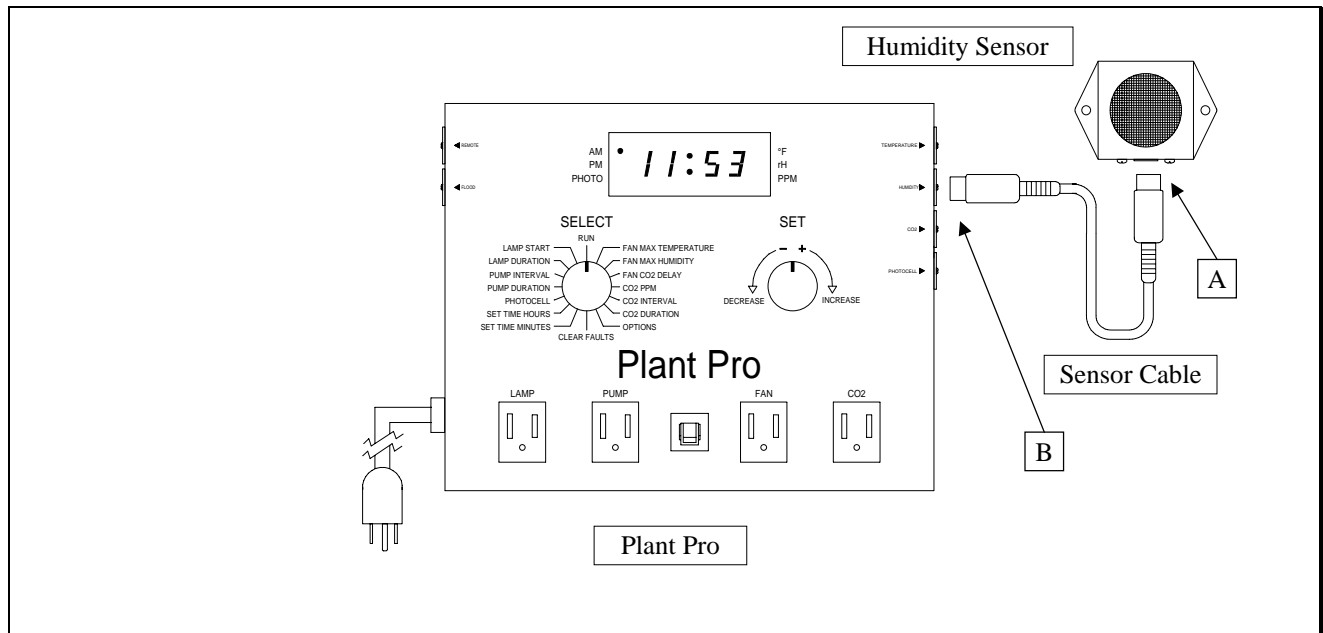 Humidity Sensor
REMOTE
FLOOD
AM
PM
PHOTO
11:53
°F
rH
PPM
TEMPERATURE
HUMIDITY
CO2
PHOTOCELL
SELECT
RUN
LAMP START
LAMP DURATION
PUMP INTERVAL
PUMP DURATION
PHOTOCELL
SET TIME HOURS
SET TIME MINUTES
CLEAR FAULTS
FAN MAX TEMPERATURE
FAN MAX HUMIDITY
FAN CO2 DELAY
CO2 PPM
CO2 INTERVAL
CO2 DURATION
OPTIONS
SET
- +
DECREASE
INCREASE
A
Sensor Cable
B
Plant Pro
LAMP
PUMP
FAN
CO2
Plant Pro